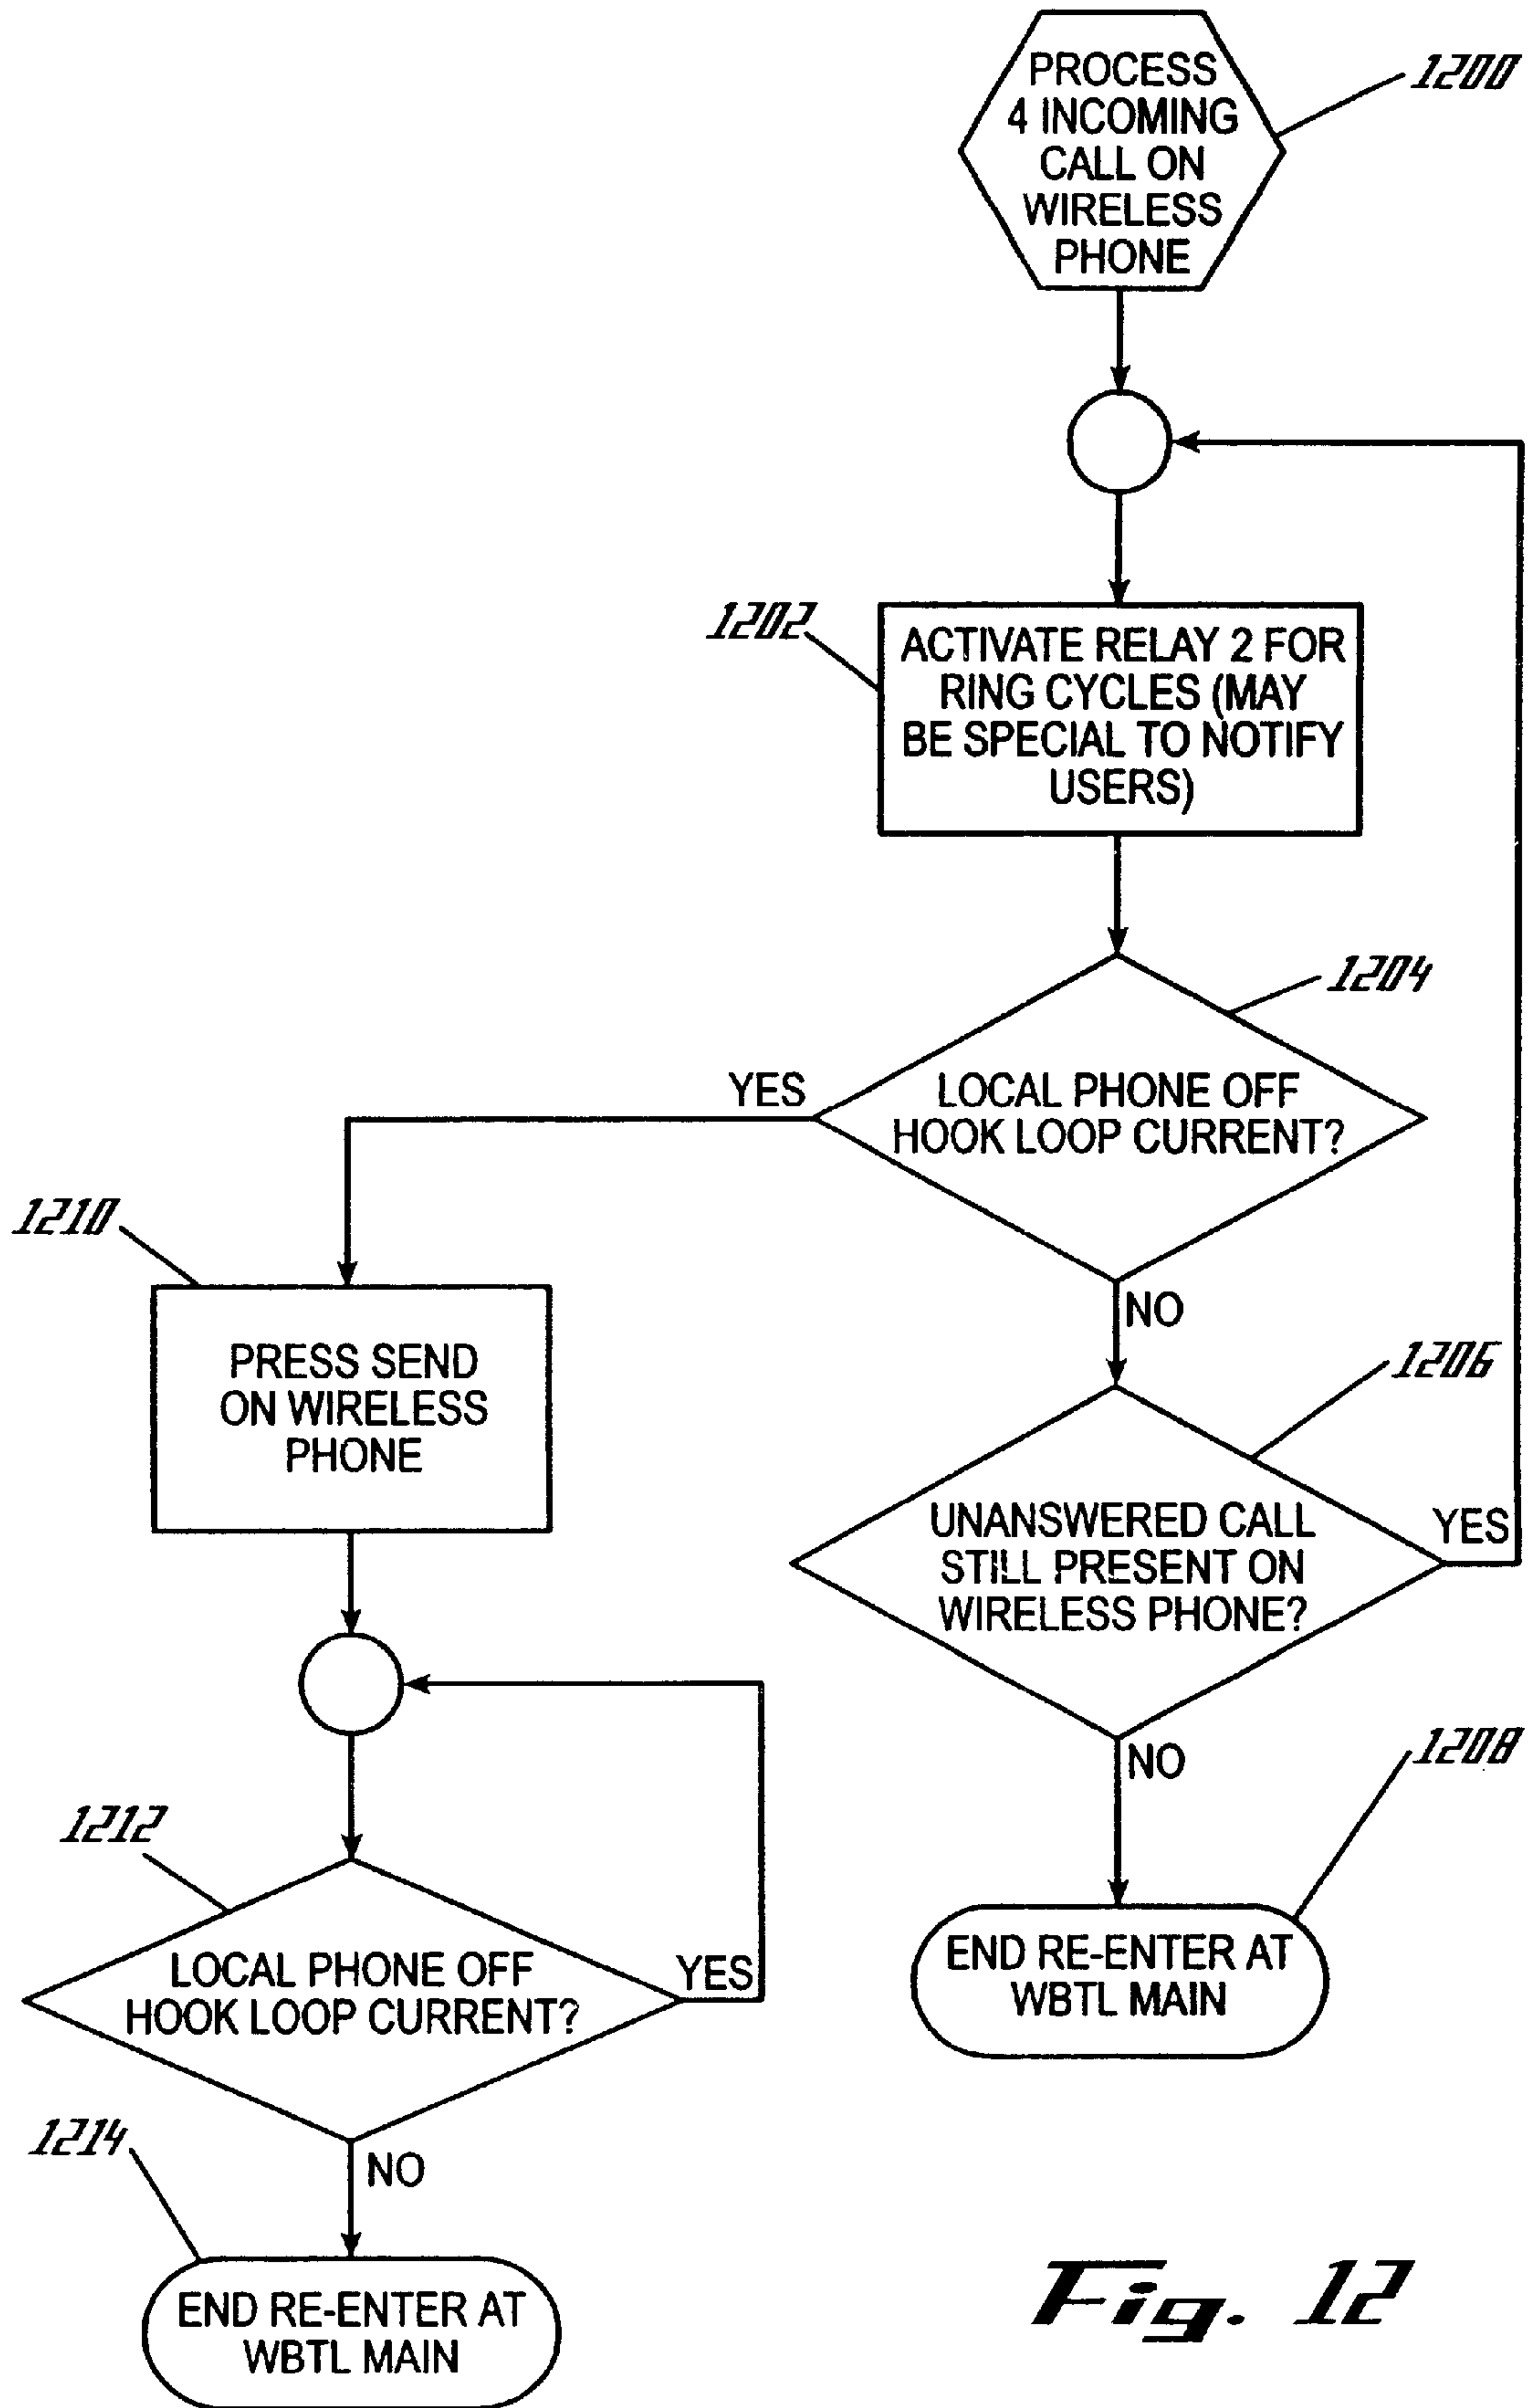 PROCESS
4 INCOMING
CALL ON
WIRELESS
PHONE
1200
1202
ACTIVATE RELAY 2 FOR
RING CYCLES (MAY
BE SPECIAL TO NOTIFY
USERS)
1204
YES
LOCAL PHONE OFF
HOOK LOOP CURRENT?
NO
1210
PRESS SEND
ON WIRELESS
PHONE
1206
UNANSWERED CALL
STILL PRESENT ON
WIRELESS PHONE?
YES
NO
1208
END RE-ENTER AT
WBTL MAIN
1212
LOCAL PHONE OFF
HOOK LOOP CURRENT?
YES
NO
1214
END RE-ENTER AT
WBTL MAIN
Fig. 12